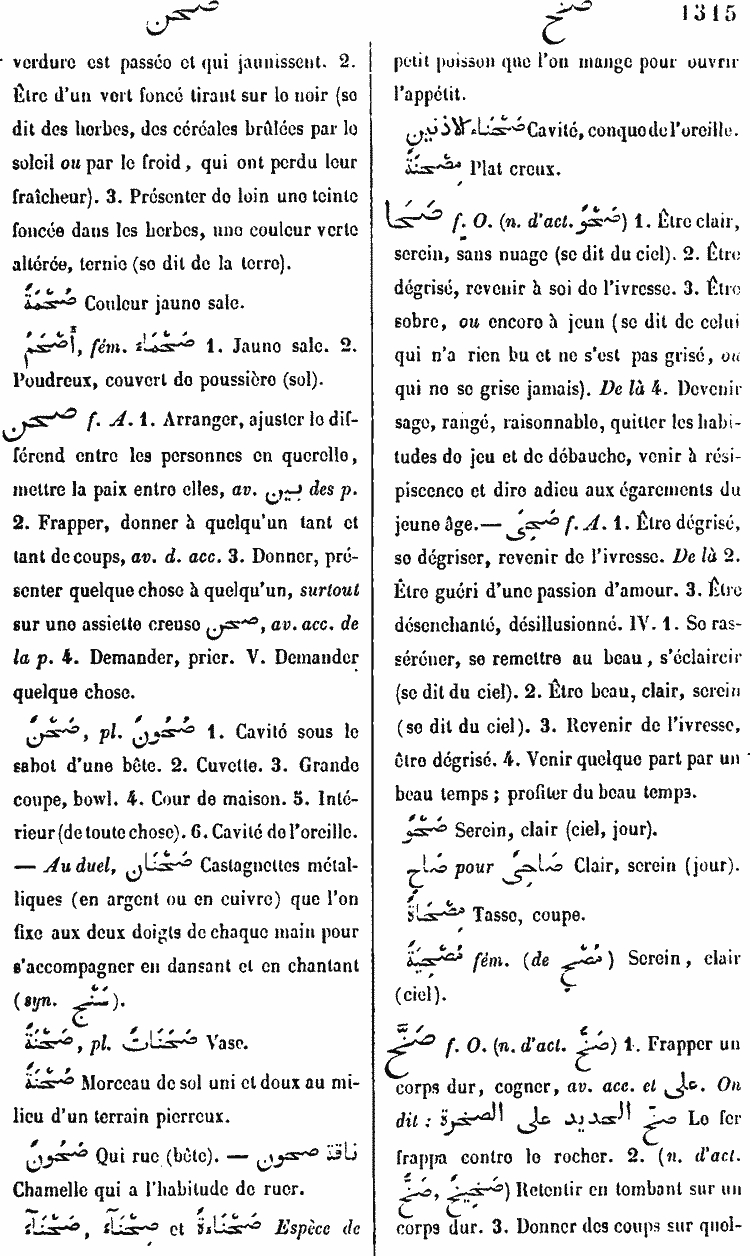 صحن
صخ
1315
verdure est passée et qui jaunissent. 2.
Être d'un vert foncé tirant sur le noir (se
dit des herbes, des céréales brûlées par le
soleil ou par le froid, qui ont perdu leur
fraîcheur). 3. Présenter de loin une teinte
foncée dans les herbes, une couleur verte
altérée, ternie (se dit de la terre).
صُحْمَةٌ Couleur jaune sale.
أَصْحَمُ, fém. صَحْمَاءُ 1. Jaune sale. 2.
Poudreux, couvert de poussière (sol).
صحن f. A. 1. Arranger, ajuster le dif-
férend entre les personnes en querelle,
mettre la paix entre elles, av. بين des p.
2. Frapper, donner à quelqu'un tant et
tant de coups, av. d. acc. 3. Donner, pré-
senter quelque chose à quelqu'un, surtout
sur une assiette creuse صحن, av. acc. de
la p. 4. Demander, prier. V. Demander
quelque chose.
صَحْنٌ, pl. صُحُونٌ 1. Cavité sous le
sabot d'une bête. 2. Cuvette. 3. Grande
coupe, bowl. 4. Cour de maison. 5. Inté-
rieur (de toute chose). 6. Cavité de l'oreille.
— Au duel, صَحْنَانِ Castagnettes métal-
liques (en argent ou en cuivre) que l'on
fixe aux deux doigts de chaque main pour
s'accompagner en dansant et en chantant
(syn. صَنْج).
صَحْنَةٌ, pl. صَحَنَاتٌ Vase.
صَحْنَةٌ Morceau de sol uni et doux au mi-
lieu d'un terrain pierreux.
صَحُونٌ Qui rue (bête). — ناقة صحون
Chamelle qui a l'habitude de ruer.
صَحْنَآءُ, صِحْنَآءُ et صَحْنَاءَةٌ Espèce de
petit poisson que l'on mange pour ouvrir
l'appétit.
صَحْنَاء الاذنين Cavité, conque de l'oreille.
مِصْحَنَةٌ Plat creux.
صَحَا f. O. (n. d'act. صَحْوٌ) 1. Être clair,
serein, sans nuage (se dit du ciel). 2. Être
dégrisé, revenir à soi de l'ivresse. 3. Être
sobre, ou encore à jeun (se dit de celui
qui n'a rien bu et ne s'est pas grisé, ou
qui ne se grise jamais). De là 4. Devenir
sage, rangé, raisonnable, quitter les habi-
tudes de jeu et de débauche, venir à rési-
piscence et dire adieu aux égarements du
jeune âge.— صَحِىَ f. A. 1. Être dégrisé,
se dégriser, revenir de l'ivresse. De là 2.
Être guéri d'une passion d'amour. 3. Être
désenchanté, désillusionné. IV. 1. Se ras-
séréner, se remettre au beau, s'éclaircir
(se dit du ciel). 2. Être beau, clair, serein
(se dit du ciel). 3. Revenir de l'ivresse,
être dégrisé. 4. Venir quelque part par un
beau temps; profiter du beau temps.
صَحْو Serein, clair (ciel, jour).
صَاحٍ pour صَاحِىٌ Clair, serein (jour).
مِصْحَاةٌ Tasse, coupe.
مُصْحِيَةٌ fém. (de مُصْحٍ) Serein, clair
(ciel).
صَخَّ f. O. (n. d'act. صَخّ) 1. Frapper un
corps dur, cogner, av. acc. et على. On
dit : صخّ الحديد على الصخرة Le fer
frappa contre le rocher. 2. (n. d'act.
صَخّ, صَخِيخ) Retentir en tombant sur un
corps dur. 3. Donner des coups sur quel-